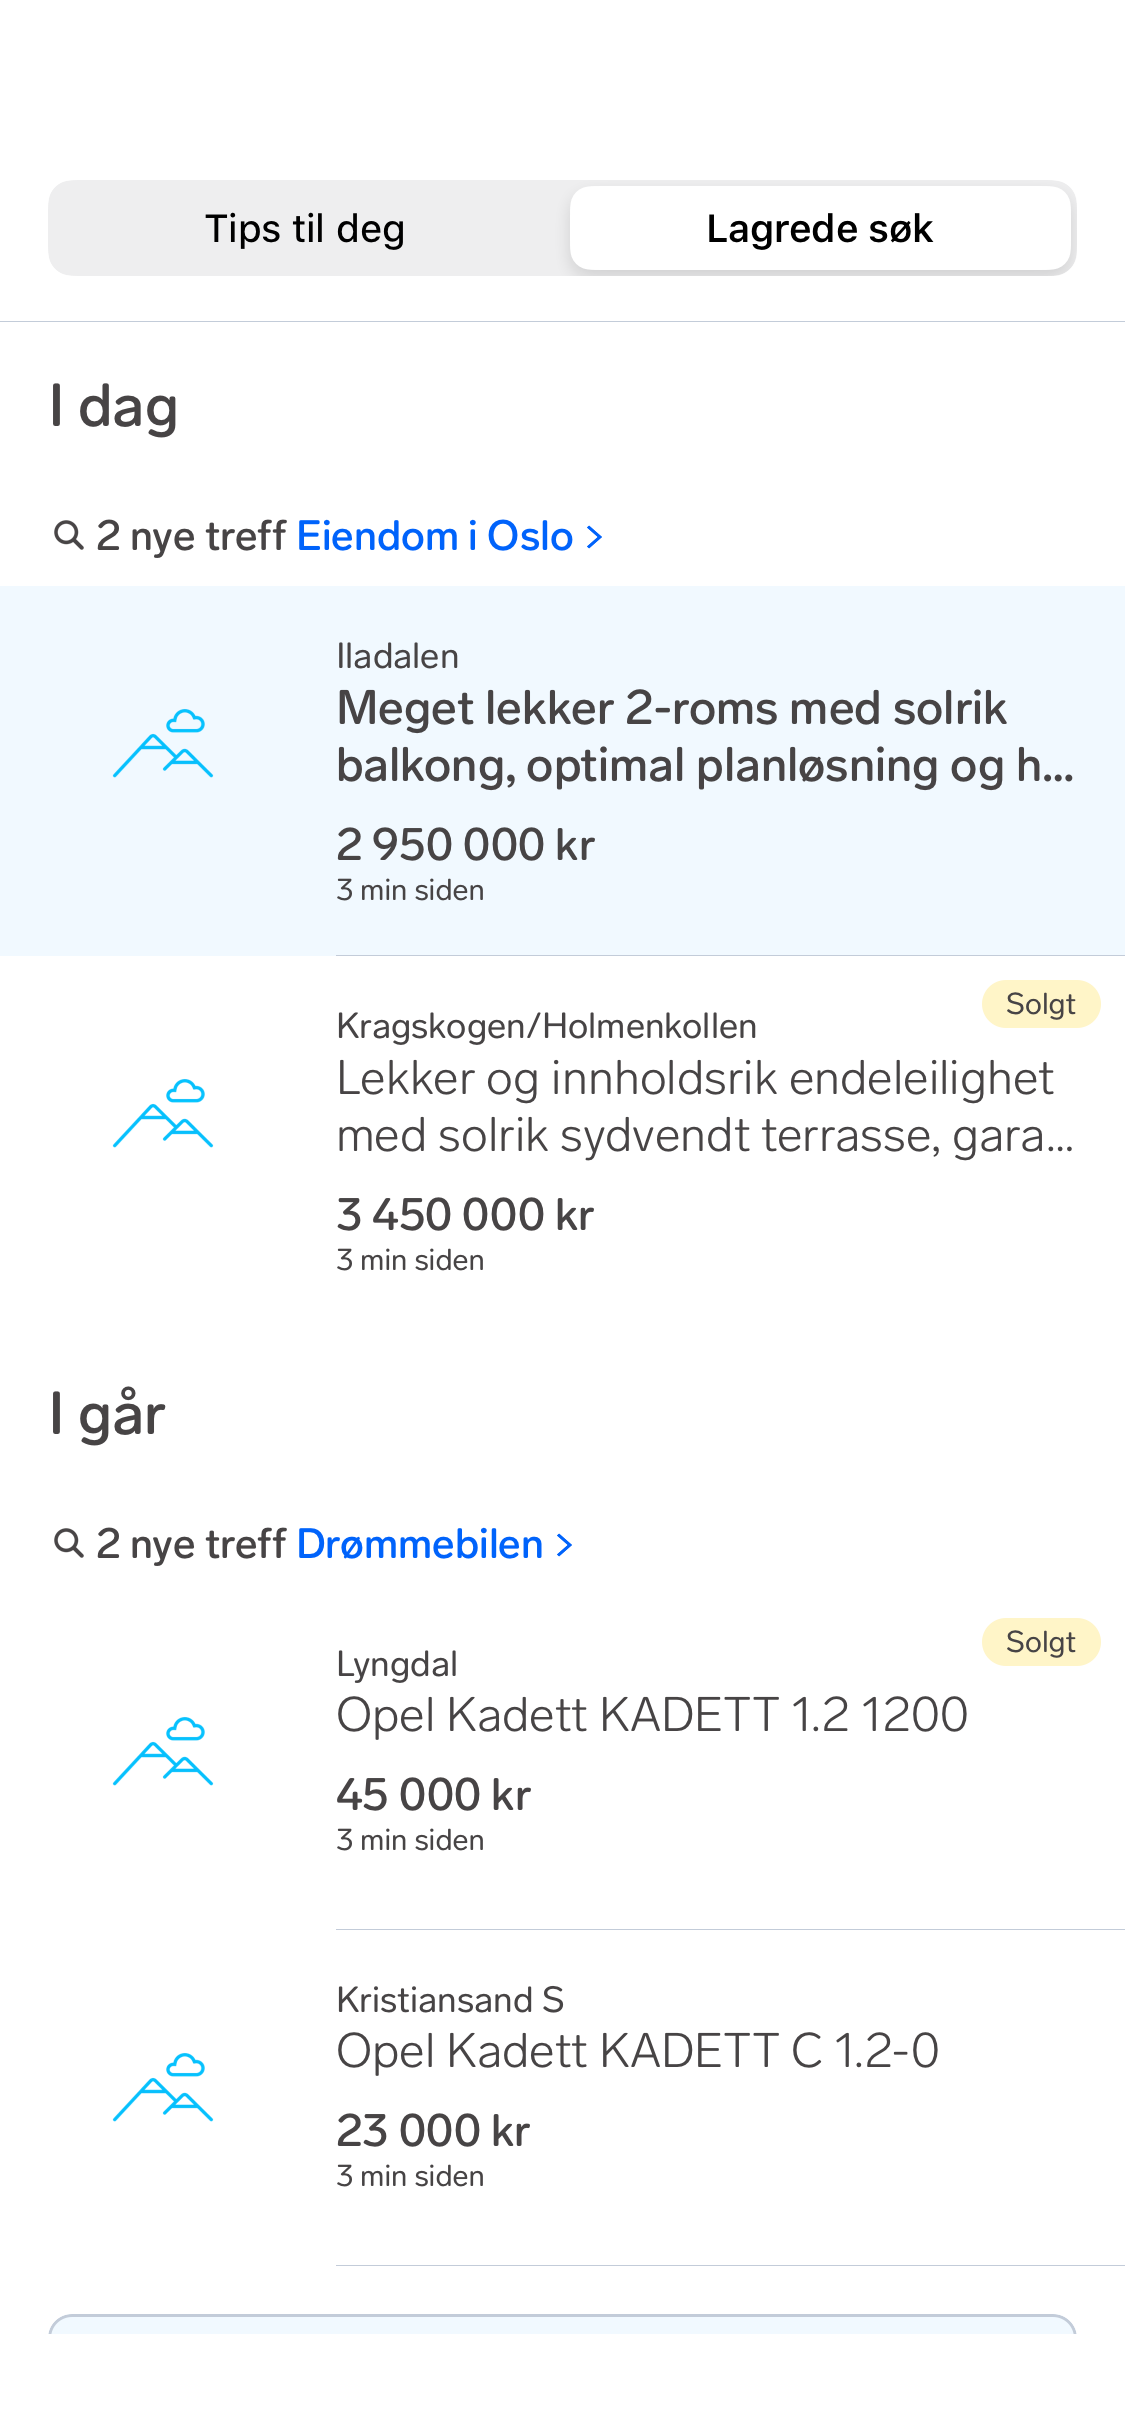 Tips til deg
Lagrede søk
I dag
2 nye treff Eiendom i Oslo
Iladalen
Meget lekker 2-roms med solrik
balkong, optimal planløsning og h...
2 950 000 kr
3 min siden
Solgt
Kragskogen/Holmenkollen
Lekker og innholdsrik endeleilighet
med solrik sydvendt terrasse, gara...
3 450 000 kr
3 min siden
I går
2 nye treff Drømmebilen
Solgt
Lyngdal
Opel Kadett KADETT 1.2 1200
45 000 kr
3 min siden
Kristiansand S
Opel Kadett KADETT C 1.2-0
23 000 kr
3 min siden